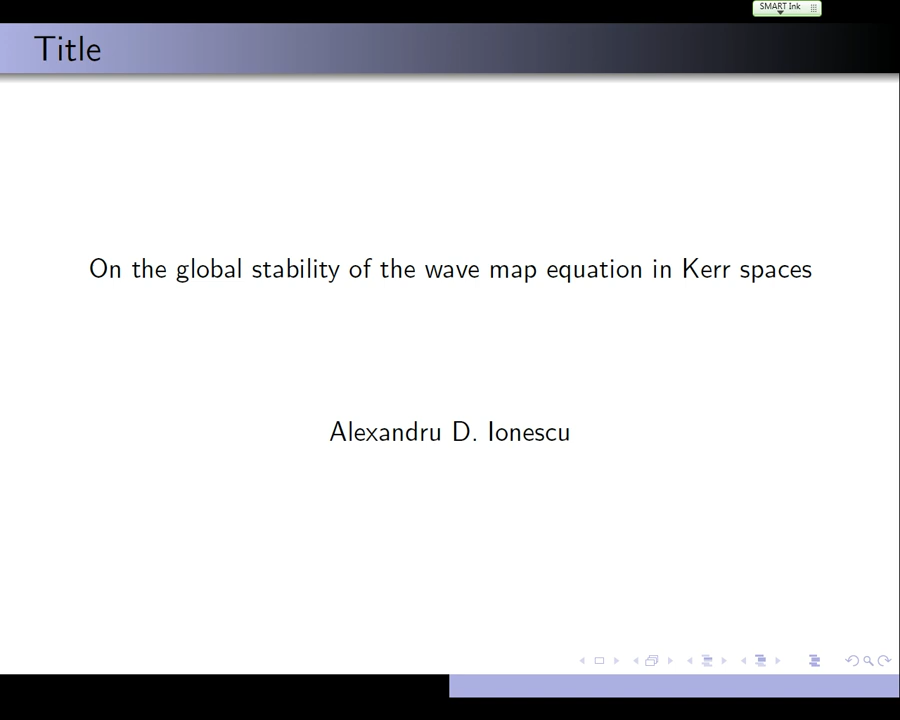 SMART Ink
Title
On the global stability of the wave map equation in Kerr spaces
Alexandru D. Ionescu